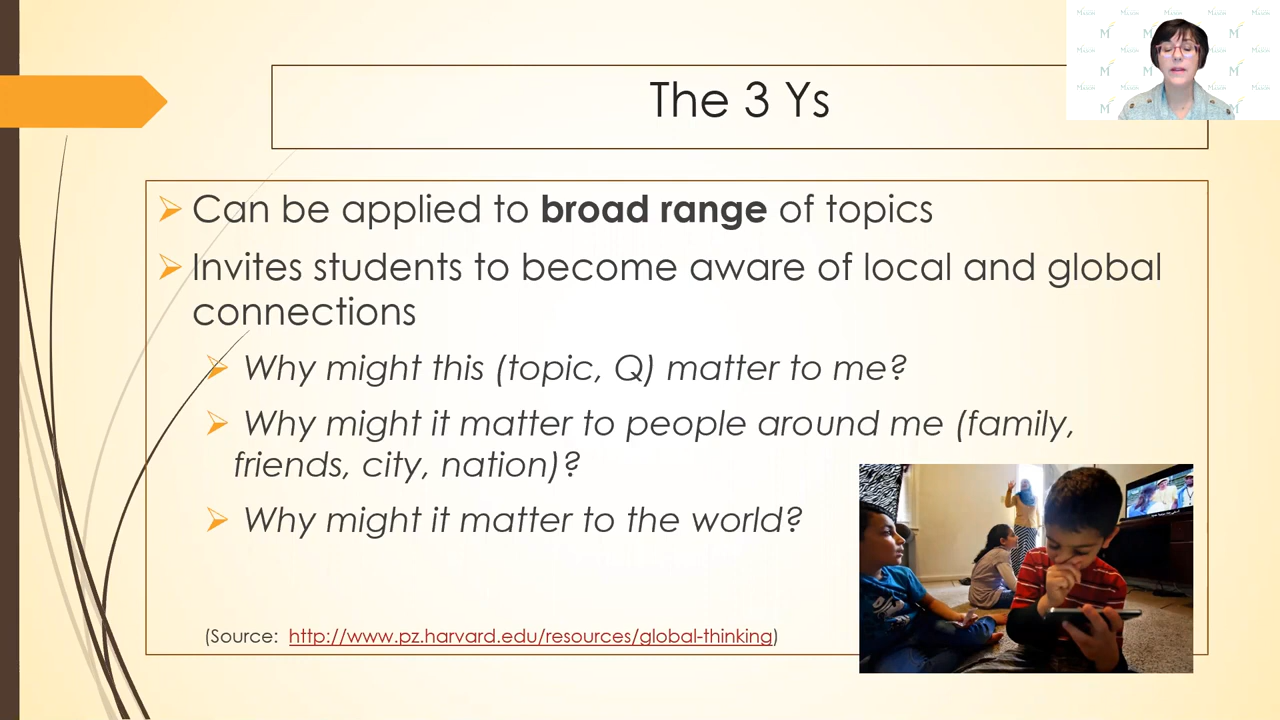 The 3 Ys
Can be applied to broad range of topics
Invites students to become aware of local and global
connections
Why might this (topic, Q) matter to me?
Why might it matter to people around me (family,
friends, city, nation)?
Why might it matter to the world?
(Source: http://www.pz.harvard.edu/resources/global-thinking)